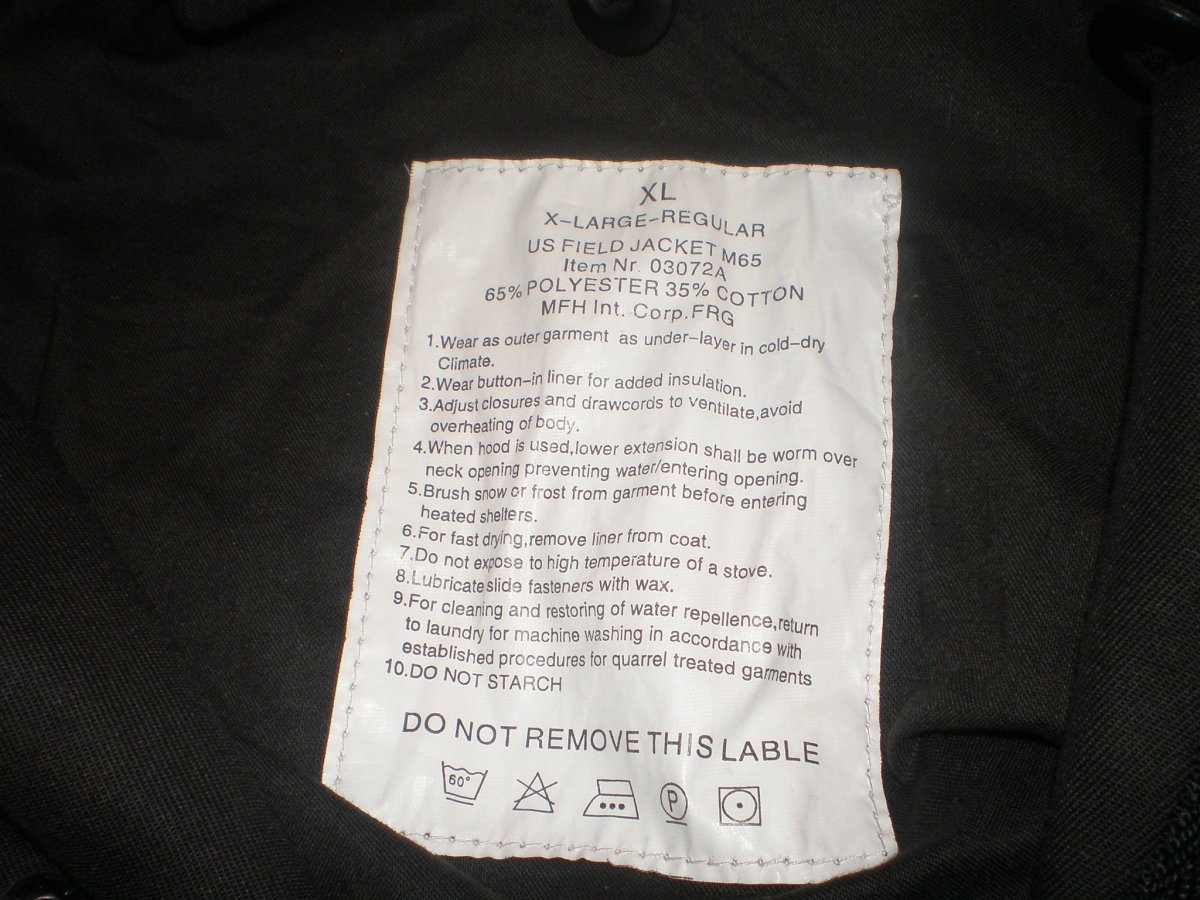 XL
X-LARGE-REGULAR
US FIELD JACKET M65
Item Nr. 03072A
65% POLYESTER 35% COTTON
MFH Int. Corp.FRG
1.Wear as outer garment as under-layer in cold-dry
Climate.
2.Wear button-in liner for added insulation.
3.Adjust closures and drawcords to ventilate,avoid
overheating of body.
4.When hood is used,lower extension shall be worm over
neck opening preventing water/entering opening.
5.Brush snow or frost from garment before entering
heated shelters.
6.For fast drying,remove liner from coat.
7.Do not expose to high temperature of a stove.
8.Lubricate slide fasteners with wax.
9.For cleaning and restoring of water repellence,return
to laundry for machine washing in accordance with
established procedures for quarrel treated garments
10.DO NOT STARCH
DO NOT REMOVE THIS LABLE
60° P